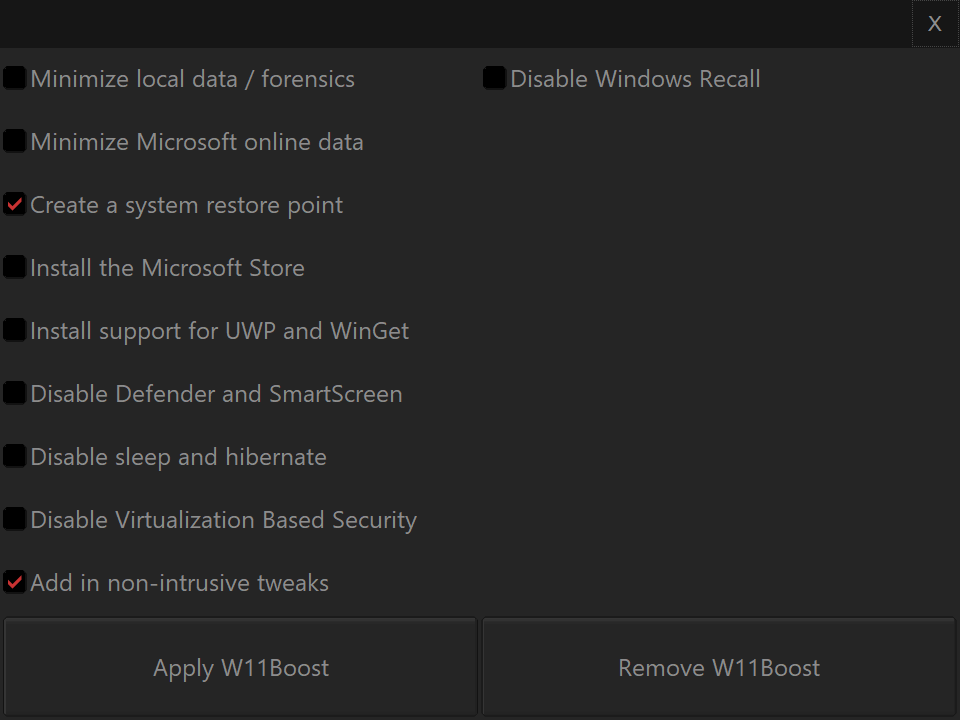 X
Minimize local data / forensics
Disable Windows Recall
Minimize Microsoft online data
Create a system restore point
Install the Microsoft Store
Install support for UWP and WinGet
Disable Defender and SmartScreen
Disable sleep and hibernate
Disable Virtualization Based Security
Add in non-intrusive tweaks
Apply W11Boost
Remove W11Boost